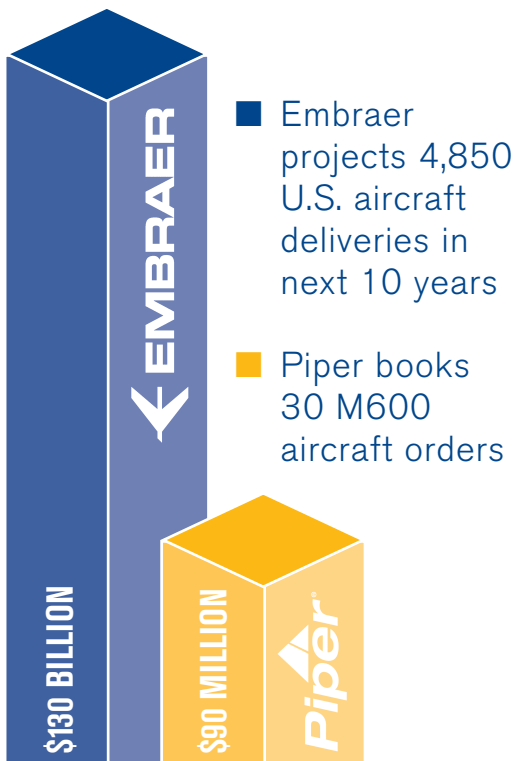 Embraer
projects 4,850
U.S. aircraft
deliveries in
next 10 years
Piper books
30 M600
aircraft orders
EMBRAER
$130 BILLION
$90 MILLION
Piper®